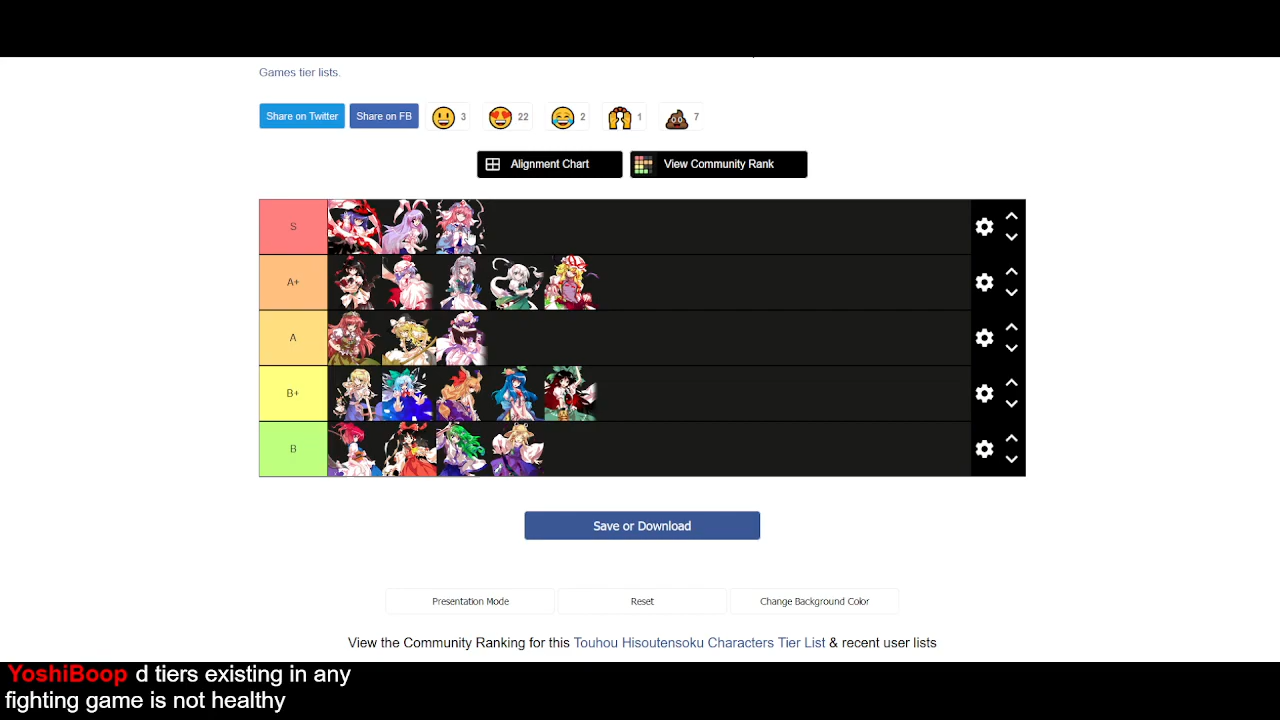 Games tier lists.
Share on Twitter Share on FB 3 22 2 1 7
Alignment Chart View Community Rank
S
A+
A
B+
B
Save or Download
Presentation Mode Reset Change Background Color
View the Community Ranking for this Touhou Hisoutensoku Characters Tier List & recent user lists
YoshiBoop d tiers existing in any
fighting game is not healthy